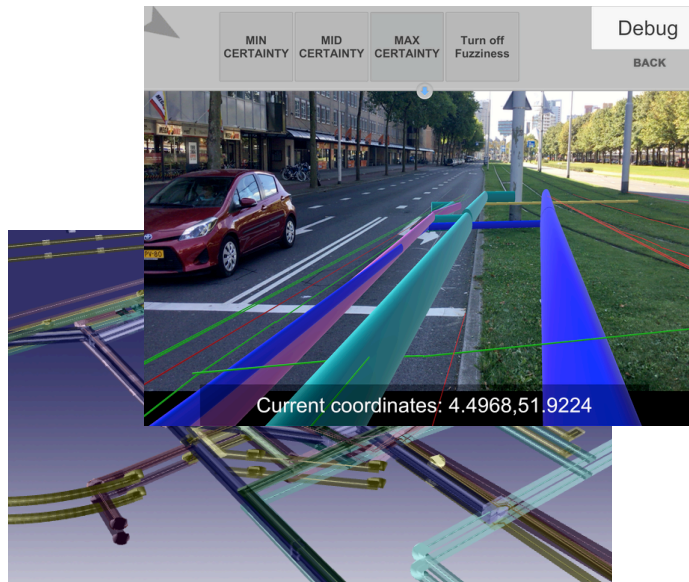 MIN
CERTAINTY
MID
CERTAINTY
MAX
CERTAINTY
Turn off
Fuzziness
Debug
BACK
Current coordinates: 4.4968,51.9224